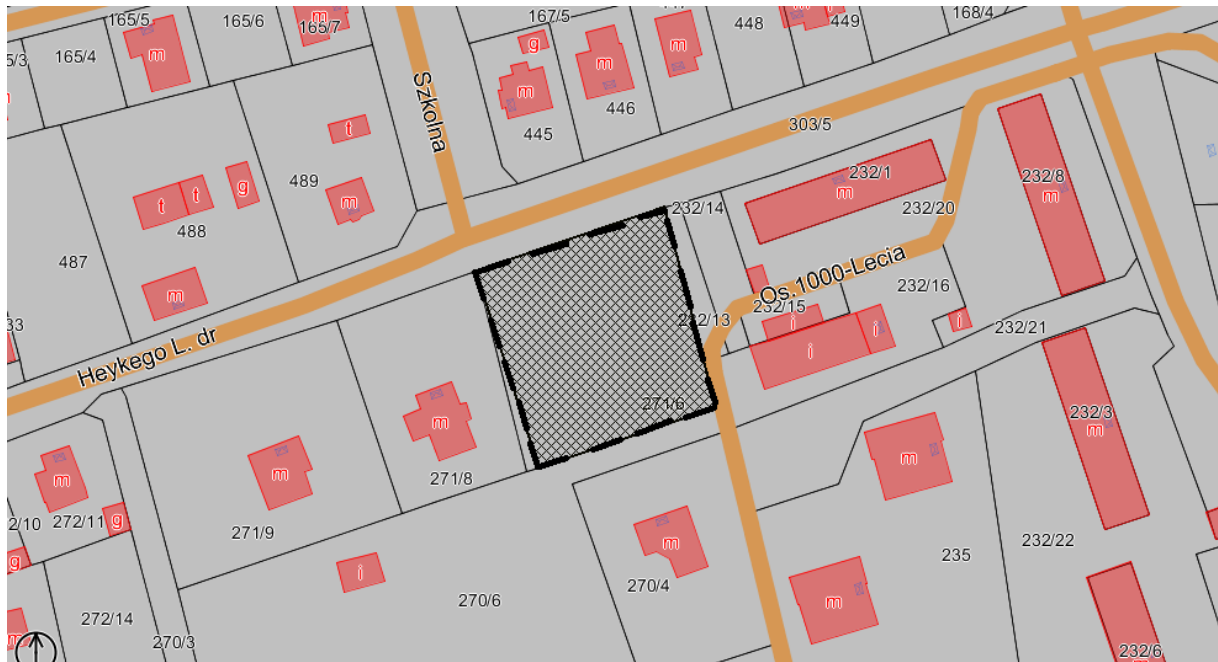 165/5
165/6
165/7
167/5
448
449
168/4
5/3
165/4
m
m
g
m
m
m
446
445
Szkolna
303/5
t
489
m
t
t
g
488
487
m
33
232/14
232/1
m
232/20
232/8
m
Os.1000-Lecia
232/15
232/16
232/13
i
i
i
i
232/21
Heykego L. dr
271/6
232/3
m
m
271/8
m
271/9
m
2/10
272/11
g
g
m
235
232/22
i
270/4
270/6
m
272/14
270/3
m
232/6